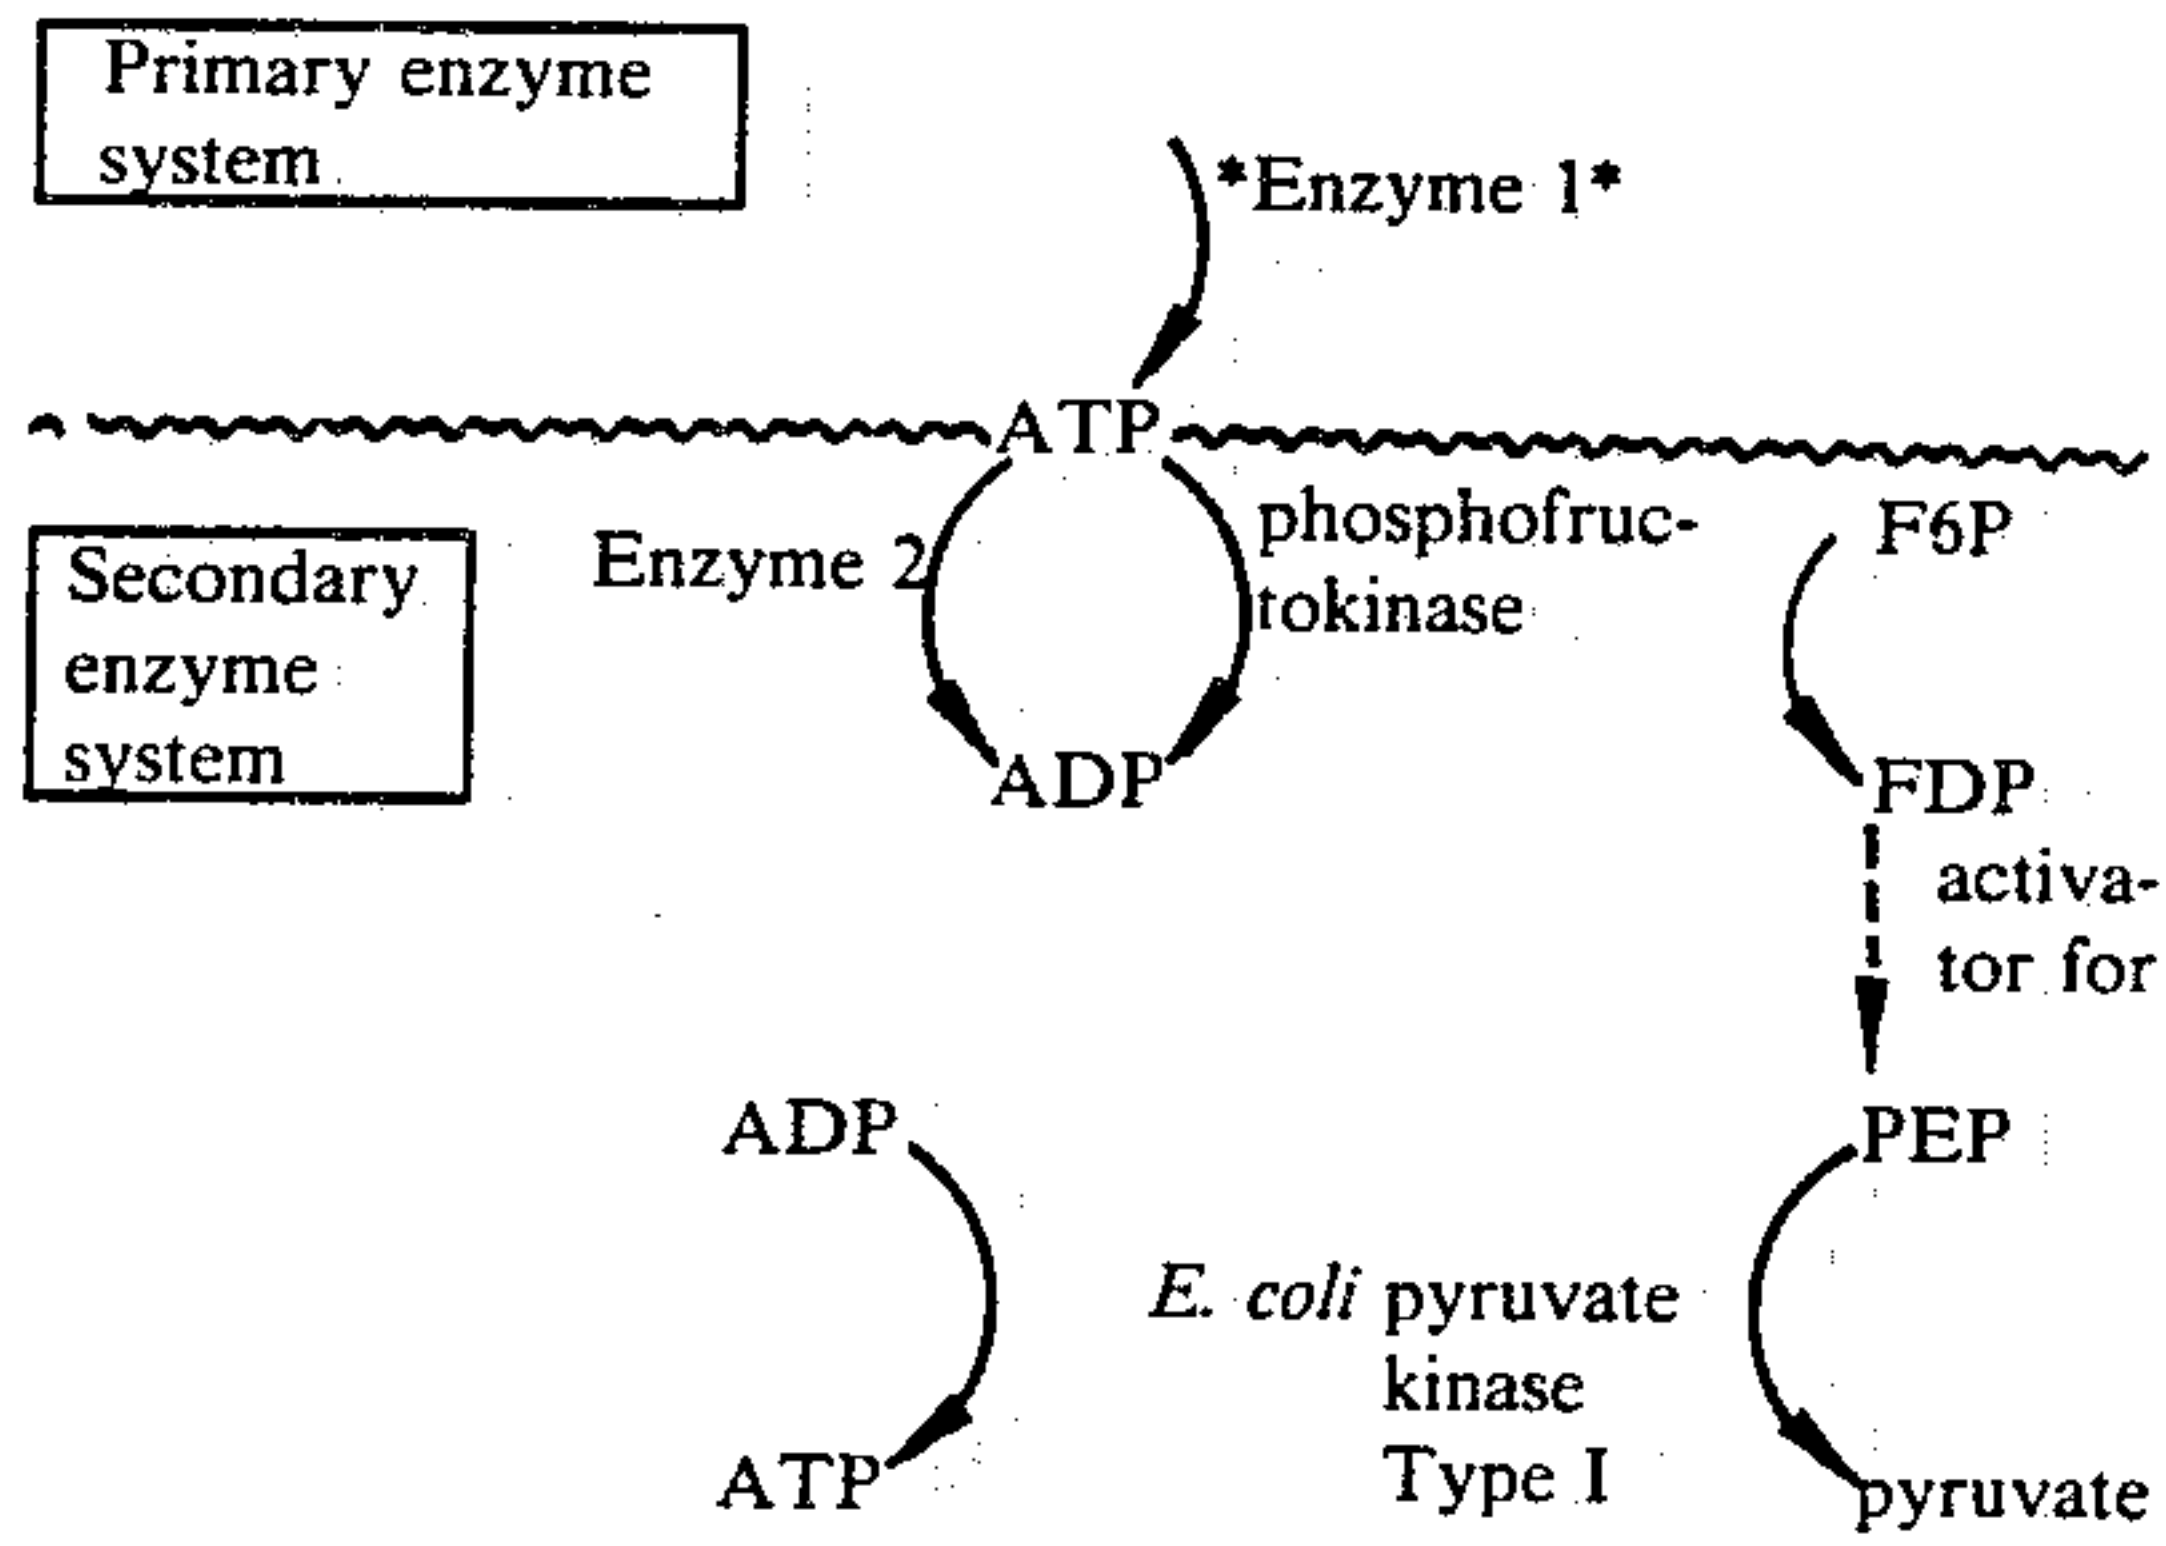 Primary enzyme
system
*Enzyme 1*
ATP
Secondary
enzyme
system
Enzyme 2
phosphofruc-
tokinase
F6P
ADP
FDP
activa-
tor for
ADP
PEP
E. coli pyruvate
kinase
Type I
ATP
pyruvate